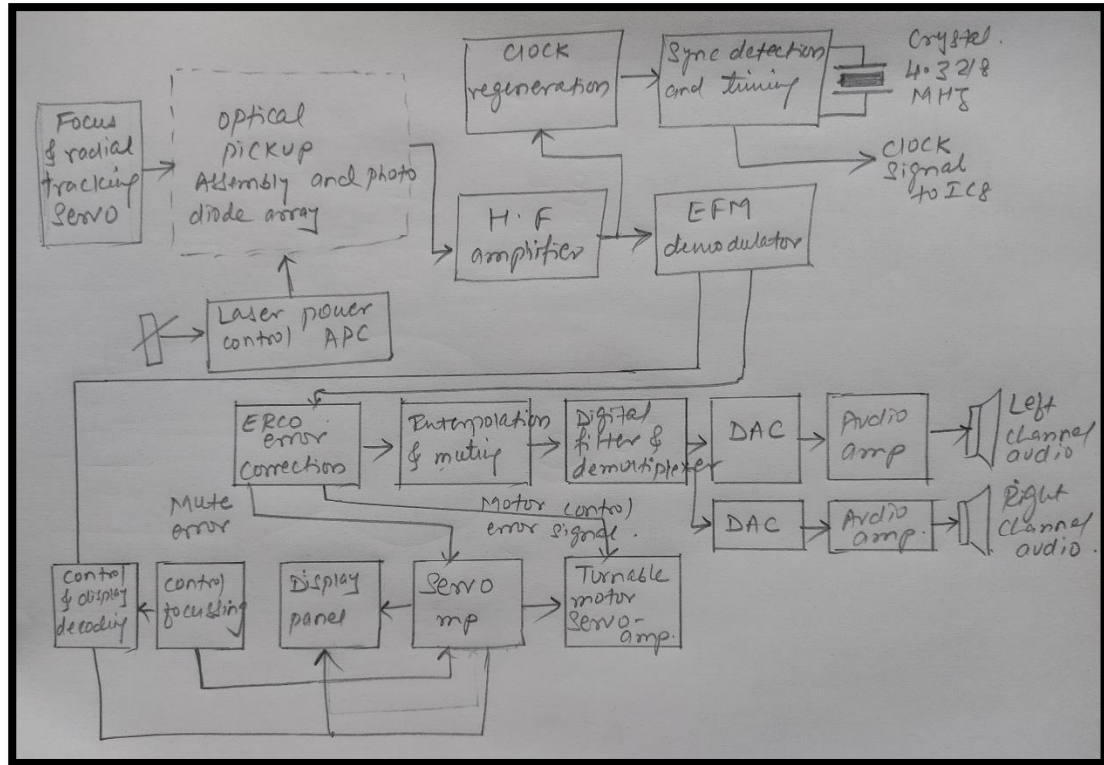 Clock
regeneration
Sync detection
and timing
Crystal.
4.3218
MHz
Focus
& radial
tracking
Servo
optical
pickup
Assembly and photo
diode array
Clock
Signal
to ICs
H.F
amplifier
EFM
demodulator
Laser power
control APC
ERCO
error
correction
Interpolation
& muting
Digital
filter &
demultiplexer
DAC
Audio
amp
Left
channel
audio
DAC
Audio
amp.
Right
channel
audio.
Mute
error
Motor control
error signal.
control
& display
decoding
control
focussing
Display
panel
Servo
mp
Turnable
motor
Servo-
amp.